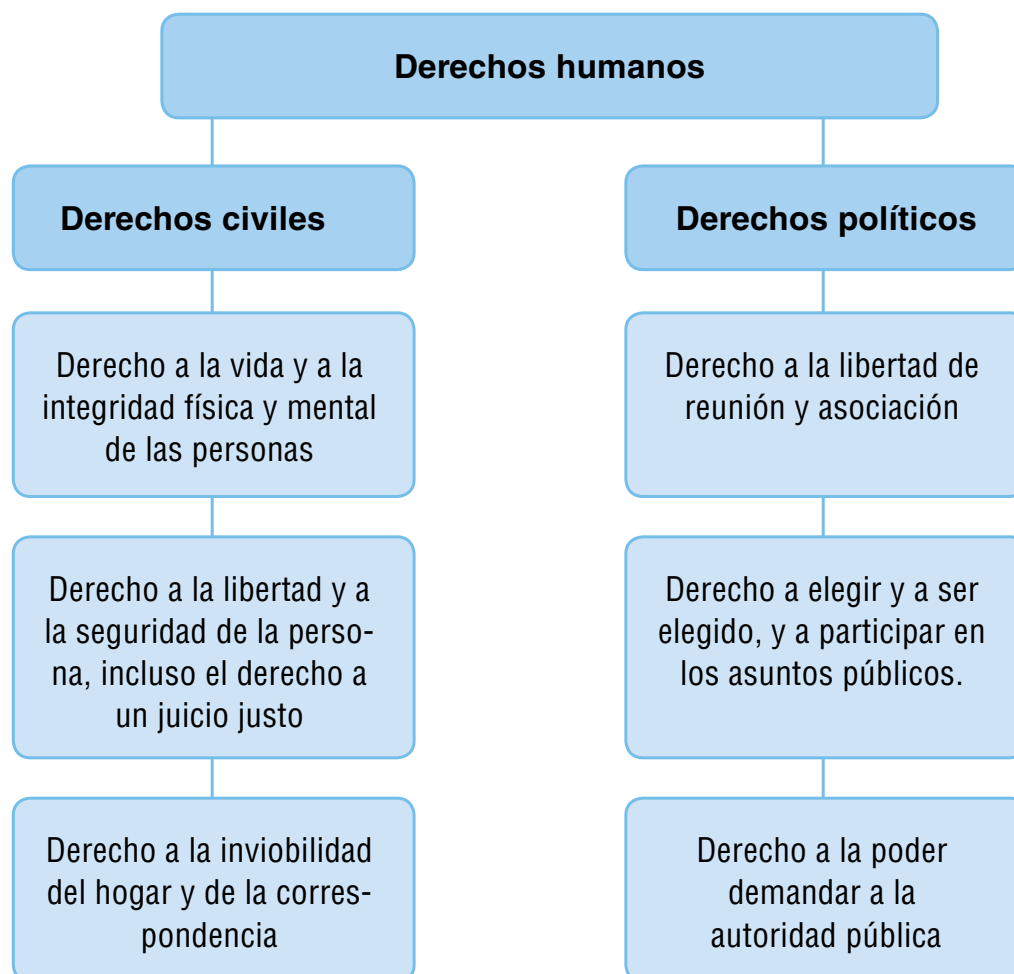 Derechos humanos
Derechos civiles
Derecho a la vida y a la
integridad física y mental
de las personas
Derecho a la libertad y a
la seguridad de la perso-
na, incluso el derecho a
un juicio justo
Derecho a la inviobilidad
del hogar y de la corres-
pondencia
Derechos políticos
Derecho a la libertad de
reunión y asociación
Derecho a elegir y a ser
elegido, y a participar en
los asuntos públicos.
Derecho a la poder
demandar a la
autoridad pública